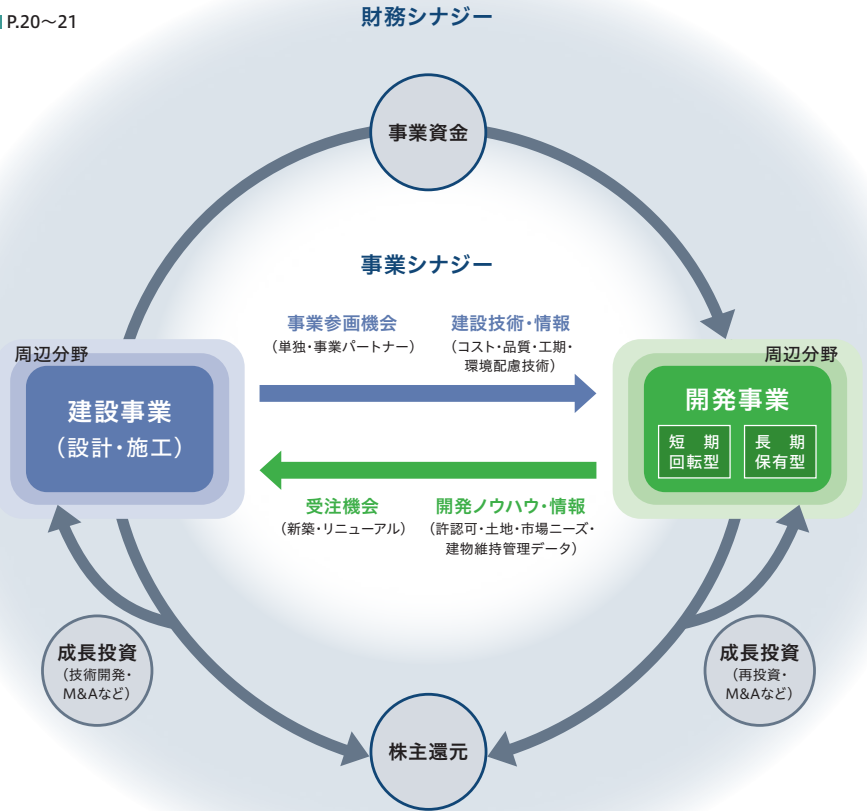 P.20〜21
財務シナジー
事業資金
事業シナジー
事業参画機会
（単独・事業パートナー）
建設技術・情報
（コスト・品質・工期・
環境配慮技術）
周辺分野
建設事業
（設計・施工）
周辺分野
開発事業
短　期
回転型
長　期
保有型
受注機会
（新築・リニューアル）
開発ノウハウ・情報
（許認可・土地・市場ニーズ・
建物維持管理データ）
成長投資
（技術開発・
M&Aなど）
成長投資
（再投資・
M&Aなど）
株主還元